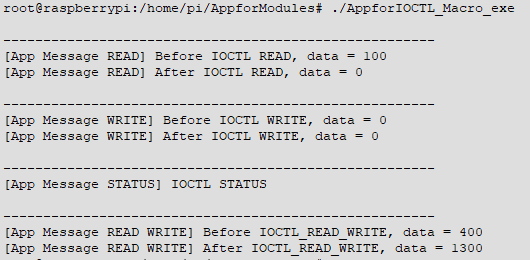 root@raspberrypi:/home/pi/AppforModules# ./AppforIOCTL_Macro_exe
------------------------------------------------------
[App Message READ] Before IOCTL READ, data = 100
[App Message READ] After IOCTL READ, data = 0
------------------------------------------------------
[App Message WRITE] Before IOCTL WRITE, data = 0
[App Message WRITE] After IOCTL WRITE, data = 0
------------------------------------------------------
[App Message STATUS] IOCTL STATUS
------------------------------------------------------
[App Message READ WRITE] Before IOCTL_READ_WRITE, data = 400
[App Message READ WRITE] After IOCTL_READ_WRITE, data = 1300